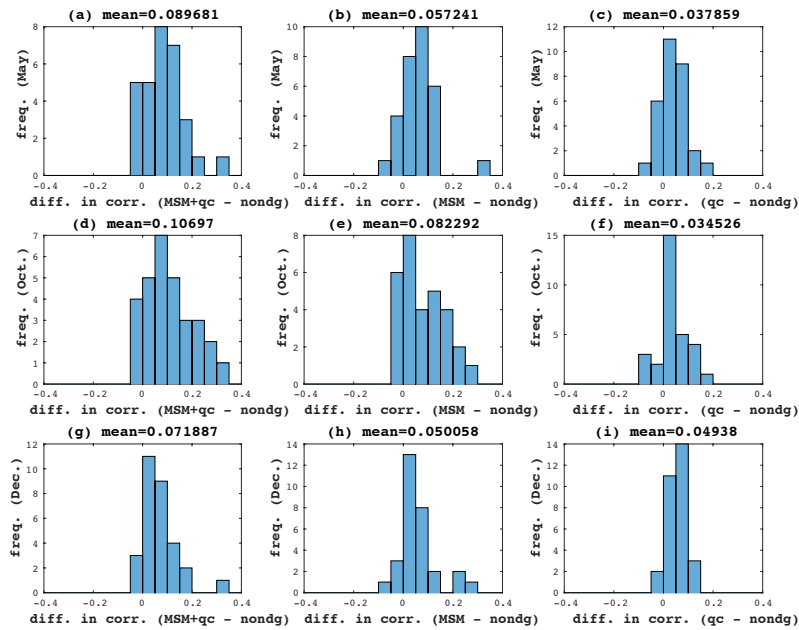 (a) mean=0.089681
(b) mean=0.057241
(c) mean=0.037859
freq. (May)
8
6
4
2
0
-0.4 -0.2 0 0.2 0.4
diff. in corr. (MSM+qc - nondg)
freq. (May)
10
8
6
4
2
0
-0.4 -0.2 0 0.2 0.4
diff. in corr. (MSM - nondg)
freq. (May)
12
10
8
6
4
2
0
-0.4 -0.2 0 0.2 0.4
diff. in corr. (qc - nondg)
(d) mean=0.10697
(e) mean=0.082292
(f) mean=0.034526
freq. (Oct.)
7
6
5
4
3
2
1
0
-0.4 -0.2 0 0.2 0.4
diff. in corr. (MSM+qc - nondg)
freq. (Oct.)
8
6
4
2
0
-0.4 -0.2 0 0.2 0.4
diff. in corr. (MSM - nondg)
freq. (Oct.)
15
10
5
0
-0.4 -0.2 0 0.2 0.4
diff. in corr. (qc - nondg)
(g) mean=0.071887
(h) mean=0.050058
(i) mean=0.04938
freq. (Dec.)
12
10
8
6
4
2
0
-0.4 -0.2 0 0.2 0.4
diff. in corr. (MSM+qc - nondg)
freq. (Dec.)
14
12
10
8
6
4
2
0
-0.4 -0.2 0 0.2 0.4
diff. in corr. (MSM - nondg)
freq. (Dec.)
14
12
10
8
6
4
2
0
-0.4 -0.2 0 0.2 0.4
diff. in corr. (qc - nondg)